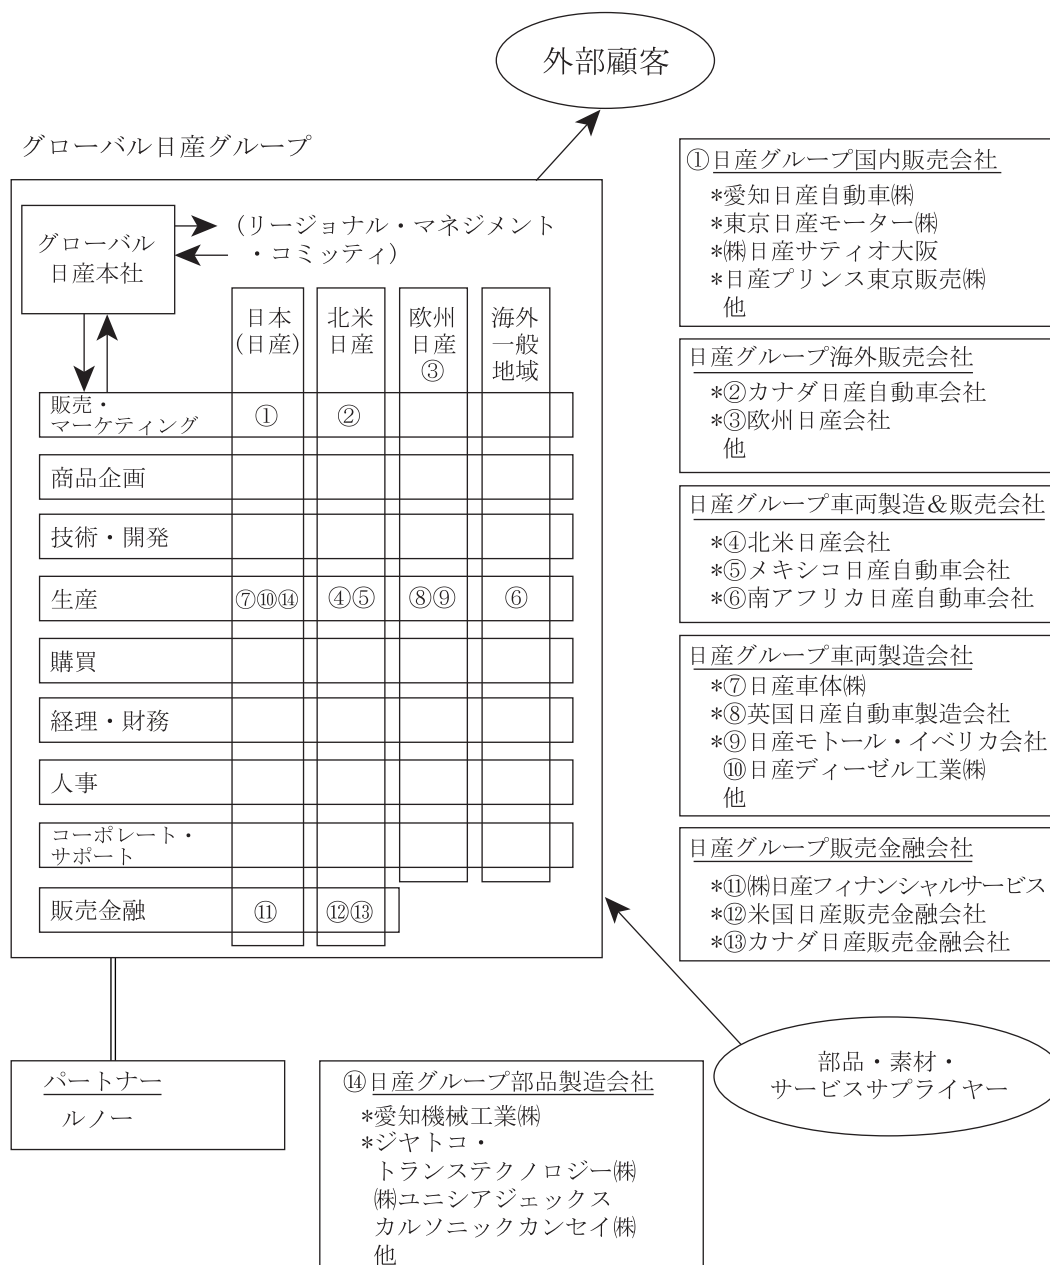 外部顧客
グローバル日産グループ
グローバル
日産本社
(リージョナル・マネジメント
・コミッティ)
日本
(日産)
北米
日産
欧州
日産
③
海外
一般
地域
販売・
マーケティング
①
②
商品企画
技術・開発
生産
⑦⑩⑭
④⑤
⑧⑨
⑥
購買
経理・財務
人事
コーポレート・
サポート
販売金融
⑪
⑫⑬
パートナー
ルノー
①日産グループ国内販売会社
*愛知日産自動車㈱
*東京日産モーター㈱
*㈱日産サティオ大阪
*日産プリンス東京販売㈱
他
日産グループ海外販売会社
*②カナダ日産自動車会社
*③欧州日産会社
他
日産グループ車両製造&販売会社
*④北米日産会社
*⑤メキシコ日産自動車会社
*⑥南アフリカ日産自動車会社
日産グループ車両製造会社
*⑦日産車体㈱
*⑧英国日産自動車製造会社
*⑨日産モトール・イベリカ会社
⑩日産ディーゼル工業㈱
他
日産グループ販売金融会社
*⑪㈱日産フィナンシャルサービス
*⑫米国日産販売金融会社
*⑬カナダ日産販売金融会社
部品・素材・
サービスサプライヤー
⑭日産グループ部品製造会社
*愛知機械工業㈱
*ジヤトコ・
トランステクノロジー㈱
㈱ユニシアジェックス
カルソニックカンセイ㈱
他